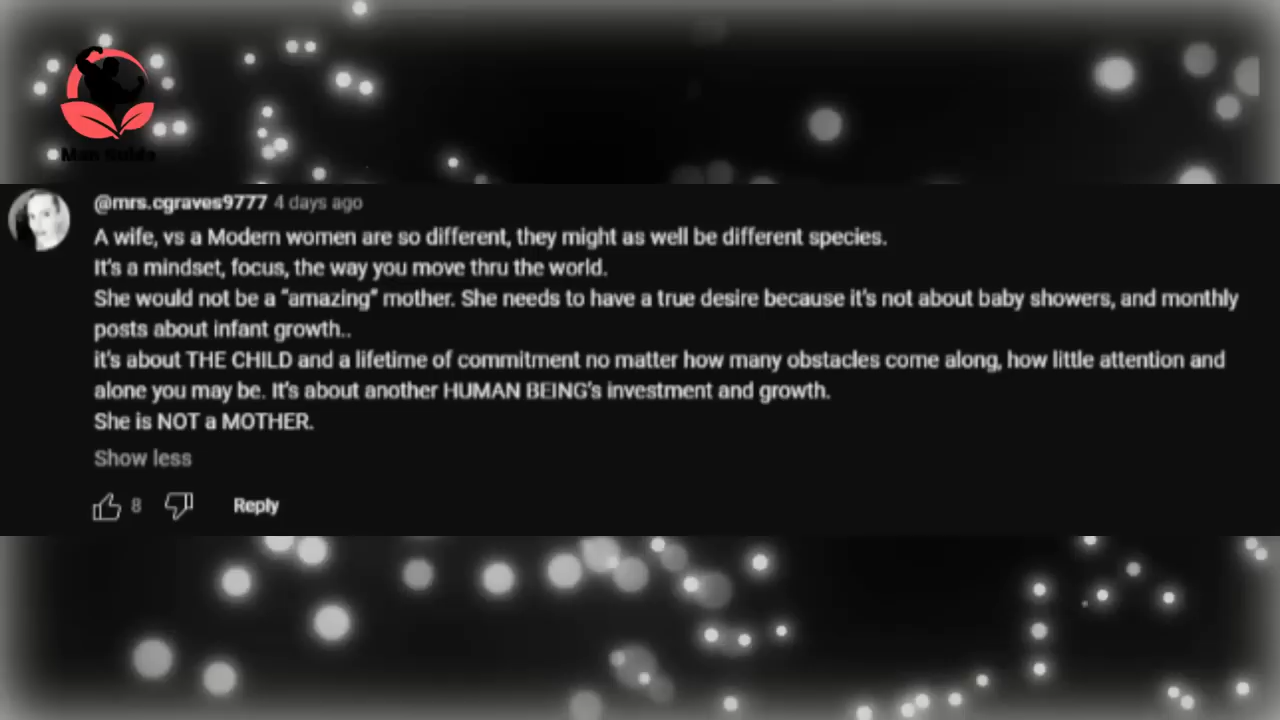 Man Guide
@mrs.cgraves9777 4 days ago
A wife, vs a Modern women are so different, they might as well be different species.
It's a mindset, focus, the way you move thru the world.
She would not be a “amazing” mother. She needs to have a true desire because it's not about baby showers, and monthly
posts about infant growth..
it's about THE CHILD and a lifetime of commitment no matter how many obstacles come along, how little attention and
alone you may be. It's about another HUMAN BEING's investment and growth.
She is NOT a MOTHER.
Show less
8 Reply